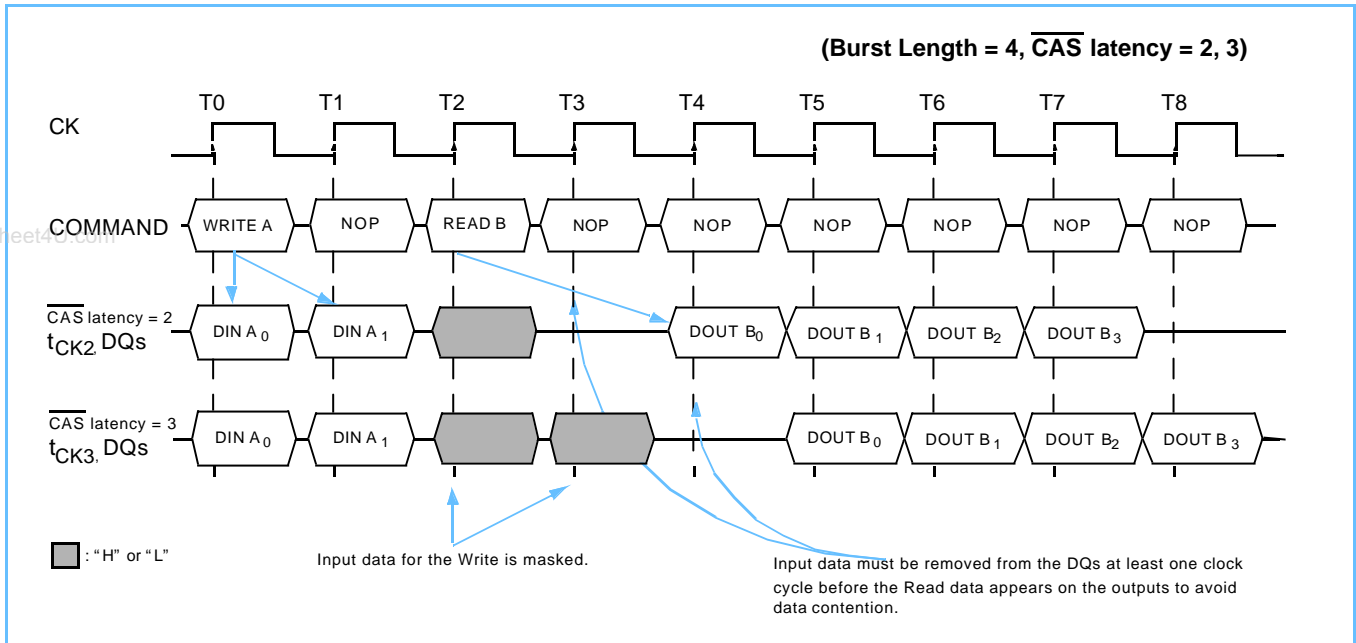 (Burst Length = 4, CAS latency = 2, 3)
T0 T1 T2 T3 T4 T5 T6 T7 T8
CK
COMMAND WRITE A NOP READ B NOP NOP NOP NOP NOP NOP
heet4U.com
CAS latency = 2
tCK2, DQs DIN A0 DIN A1 DOUT B0 DOUT B1 DOUT B2 DOUT B3
CAS latency = 3
tCK3, DQs DIN A0 DIN A1 DOUT B0 DOUT B1 DOUT B2 DOUT B3
: "H" or "L"
Input data for the Write is masked.
Input data must be removed from the DQs at least one clock
cycle before the Read data appears on the outputs to avoid
data contention.